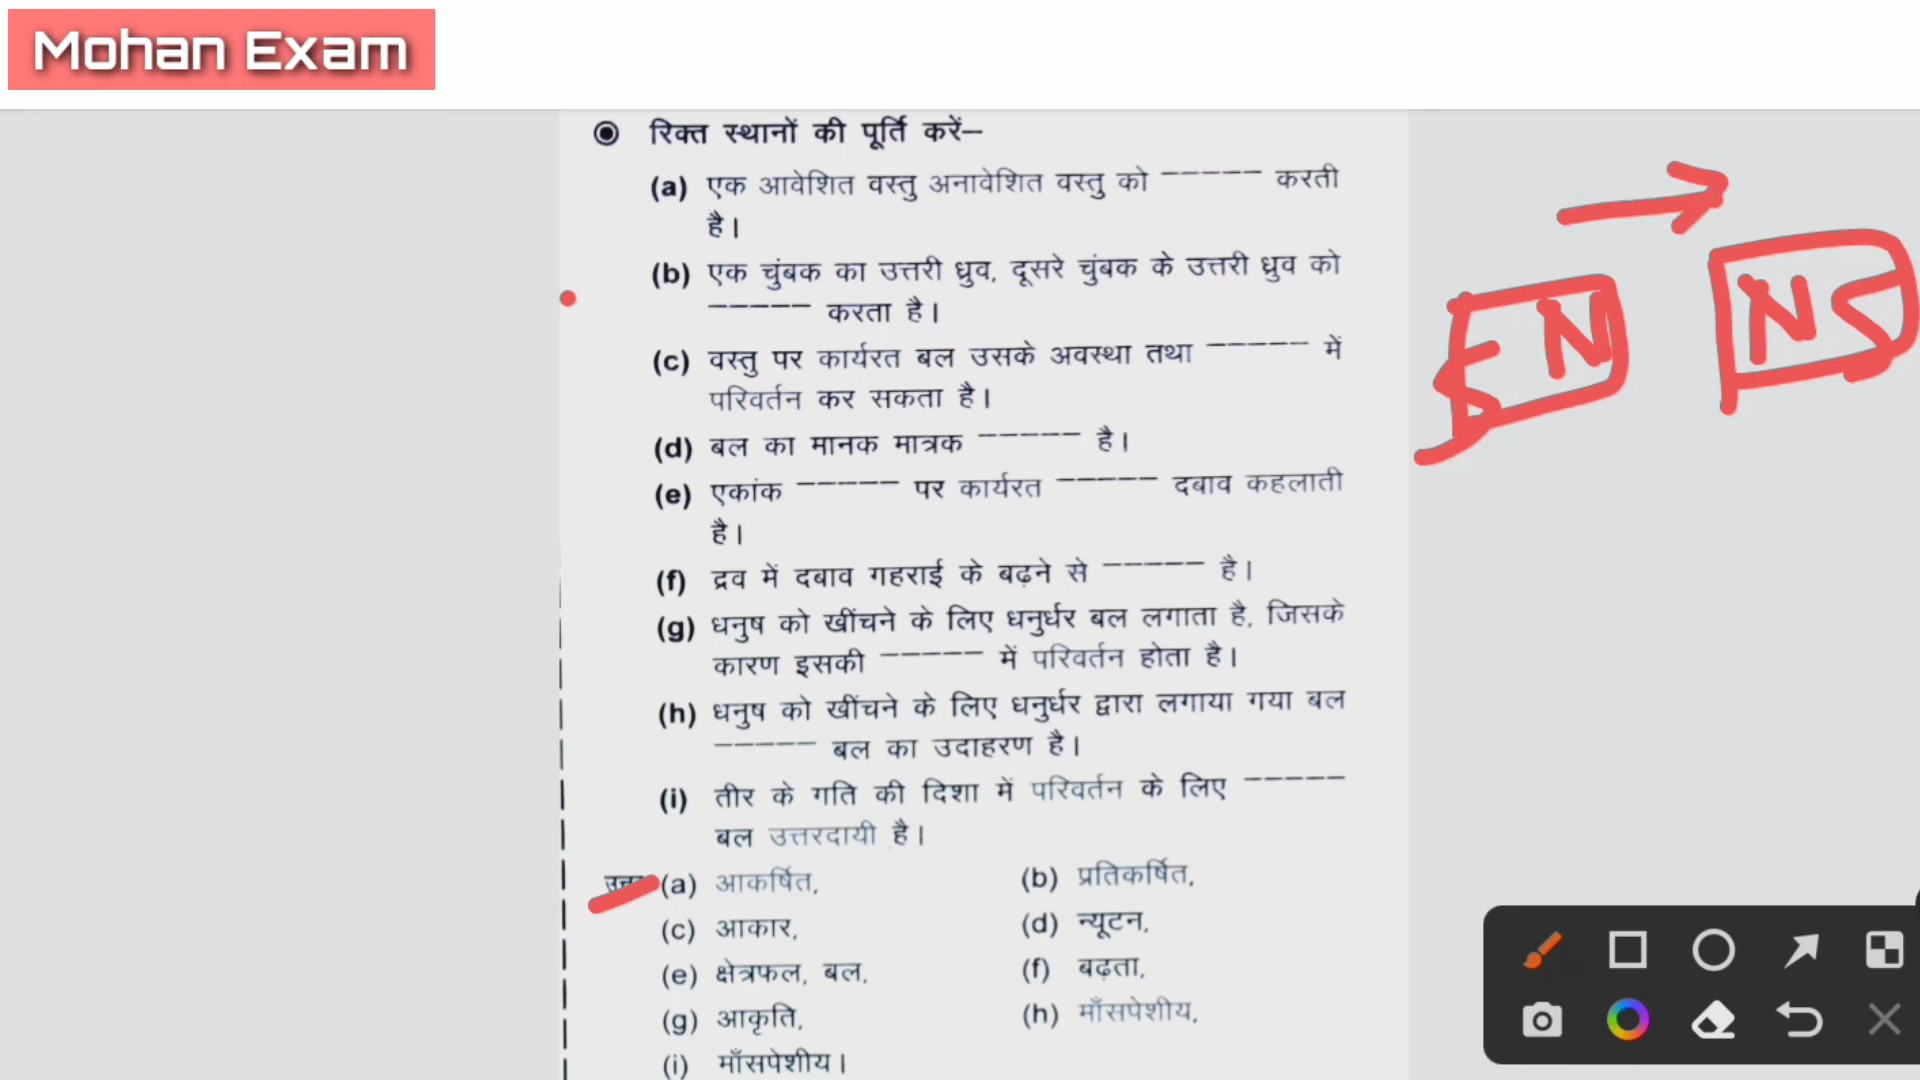 Mohan Exam
रिक्त स्थानों की पूर्ति करें–
(a) एक आवेशित वस्तु अनावेशित वस्तु को ––––– करती
है।
(b) एक चुंबक का उत्तरी ध्रुव, दूसरे चुंबक के उत्तरी ध्रुव को
––––– करता है।
(c) वस्तु पर कार्यरत बल उसके अवस्था तथा ––––– में
परिवर्तन कर सकता है।
(d) बल का मानक मात्रक ––––– है।
(e) एकांक ––––– पर कार्यरत ––––– दबाव कहलाती
है।
(f) द्रव में दबाव गहराई के बढ़ने से ––––– है।
(g) धनुष को खींचने के लिए धनुर्धर बल लगाता है, जिसके
कारण इसकी ––––– में परिवर्तन होता है।
(h) धनुष को खींचने के लिए धनुर्धर द्वारा लगाया गया बल
––––– बल का उदाहरण है।
(i) तीर के गति की दिशा में परिवर्तन के लिए –––––
बल उत्तरदायी है।
(a) आकर्षित, (b) प्रतिकर्षित,
(c) आकार, (d) न्यूटन,
(e) क्षेत्रफल, बल, (f) बढ़ता,
(g) आकृति, (h) माँसपेशीय,
(i) माँसपेशीय।
S N
N S